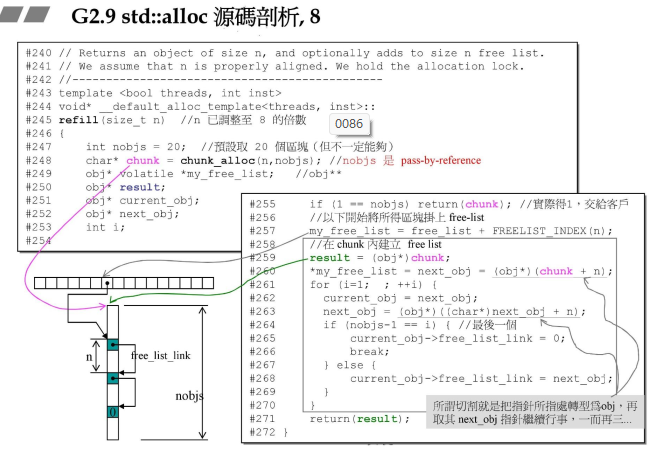 G2.9 std::alloc 源碼剖析, 8
#240 // Returns an object of size n, and optionally adds to size n free list.
#241 // We assume that n is properly aligned. We hold the allocation lock.
#242 //----------------------------------------
#243 template <bool threads, int inst>
#244 void* __default_alloc_template<threads, inst>::
#245 refill(size_t n) //n 已調整至 8 的倍數
0086
#246 {
#247 int nobjs = 20; //預設取 20 個區塊 (但不一定能夠)
#248 char* chunk = chunk_alloc(n,nobjs); //nobjs 是 pass-by-reference
#249 obj* volatile *my_free_list; //obj**
#250 obj* result;
#251 obj* current_obj;
#252 obj* next_obj;
#253 int i;
#254
#255 if (1 == nobjs) return(chunk); //實際得1，交給客戶
#256 //以下開始將所得區塊掛上 free-list
#257 my_free_list = free_list + FREELIST_INDEX(n);
#258 //在 chunk 內建立 free list
#259 result = (obj*)chunk;
#260 *my_free_list = next_obj = (obj*)(chunk + n);
#261 for (i=1; ; ++i) {
#262 current_obj = next_obj;
#263 next_obj = (obj*)((char*)next_obj + n);
#264 if (nobjs-1 == i) { //最後一個
#265 current_obj->free_list_link = 0;
#266 break;
#267 } else {
#268 current_obj->free_list_link = next_obj;
#269 }
#270 }
#271 return(result);
#272 }
所謂切割就是把指針所指處轉型爲obj，再
取其 next_obj 指針繼續行事，一而再三...
n
free_list_link
nobjs
0